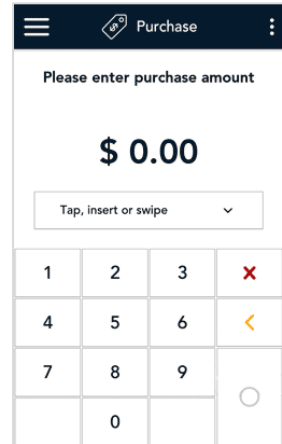 Purchase
Please enter purchase amount
$ 0.00
Tap, insert or swipe
1 2 3
4 5 6
7 8 9
0